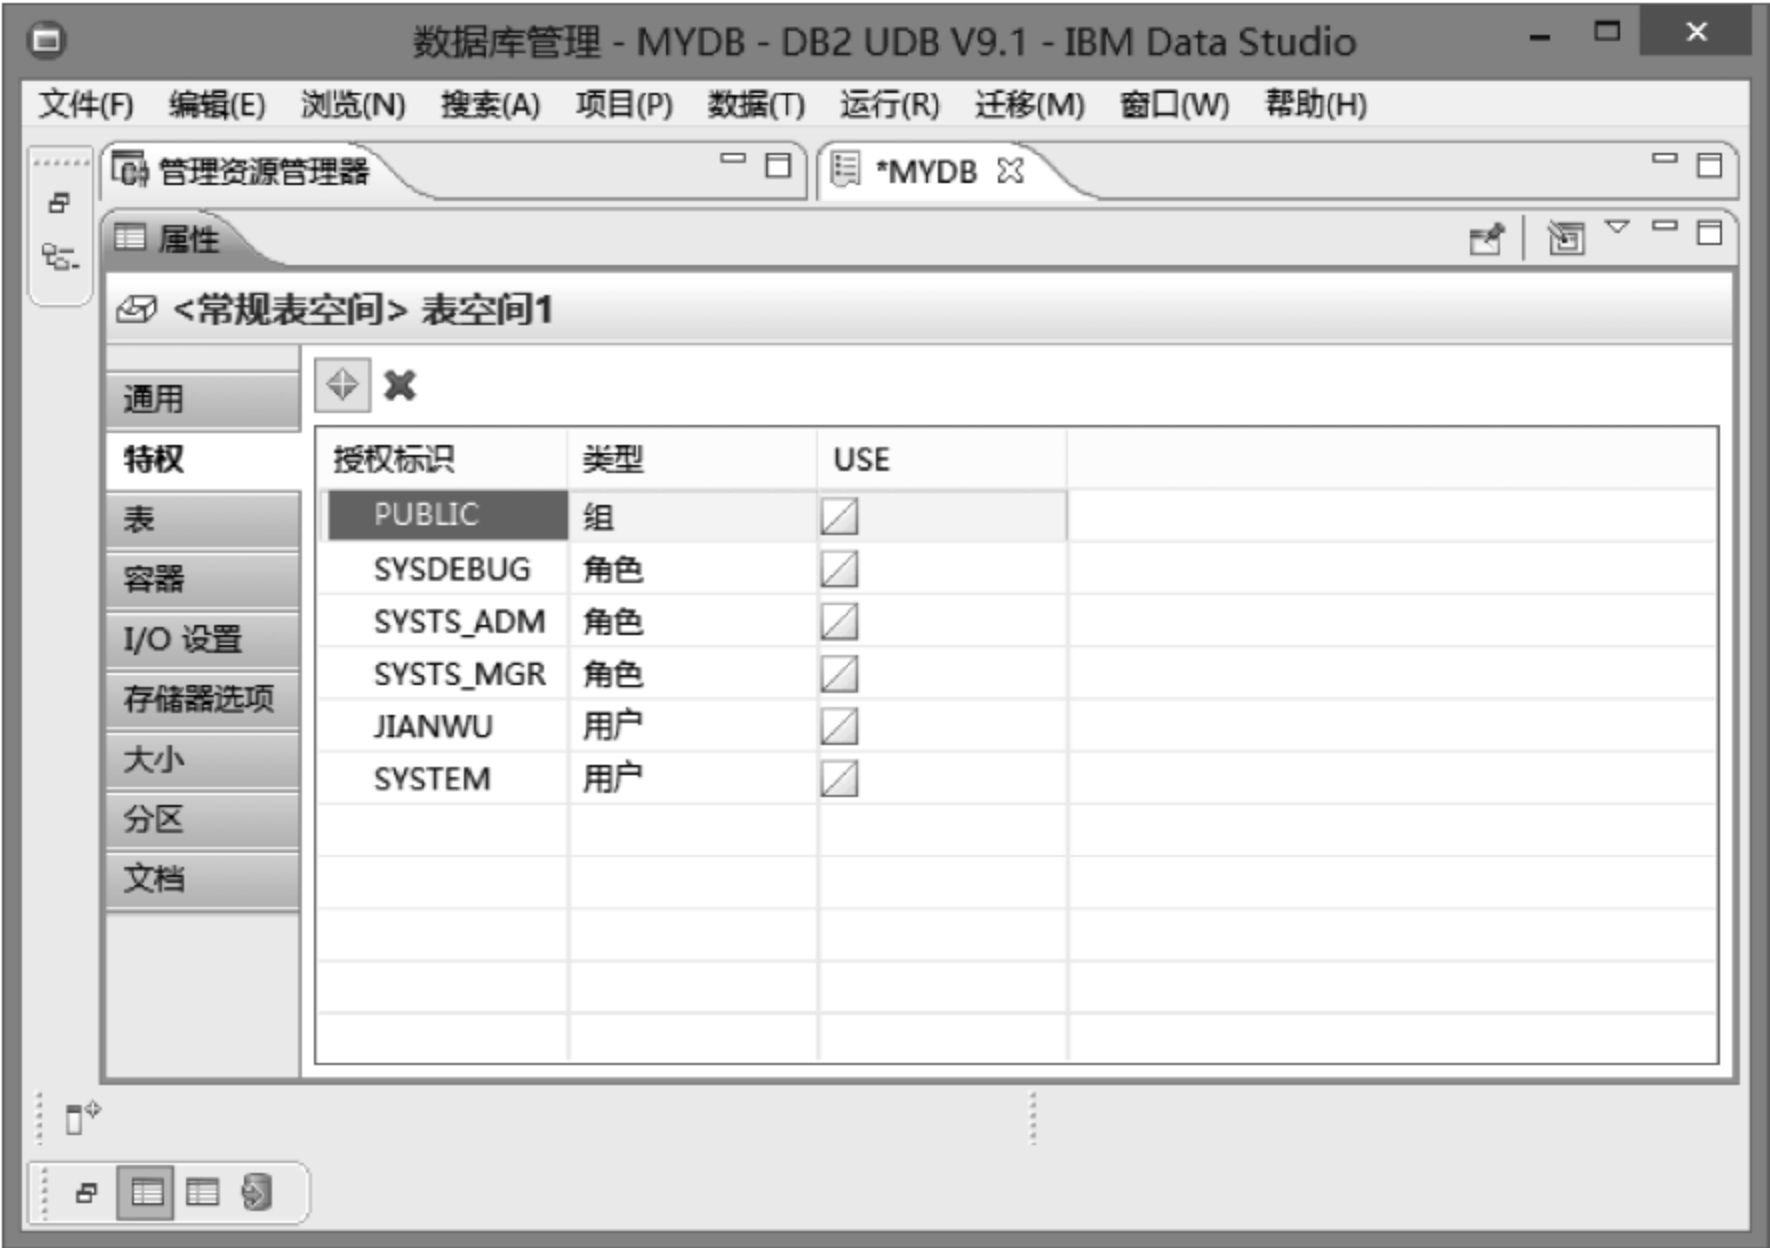 数据库管理 - MYDB - DB2 UDB V9.1 - IBM Data Studio
文件(F) 编辑(E) 浏览(N) 搜索(A) 项目(P) 数据(T) 运行(R) 迁移(M) 窗口(W) 帮助(H)
管理资源管理器 *MYDB
属性
<常规表空间> 表空间1
通用
特权
表
容器
I/O 设置
存储器选项
大小
分区
文档
授权标识 类型 USE
PUBLIC 组
SYSDEBUG 角色
SYSTS_ADM 角色
SYSTS_MGR 角色
JIANWU 用户
SYSTEM 用户